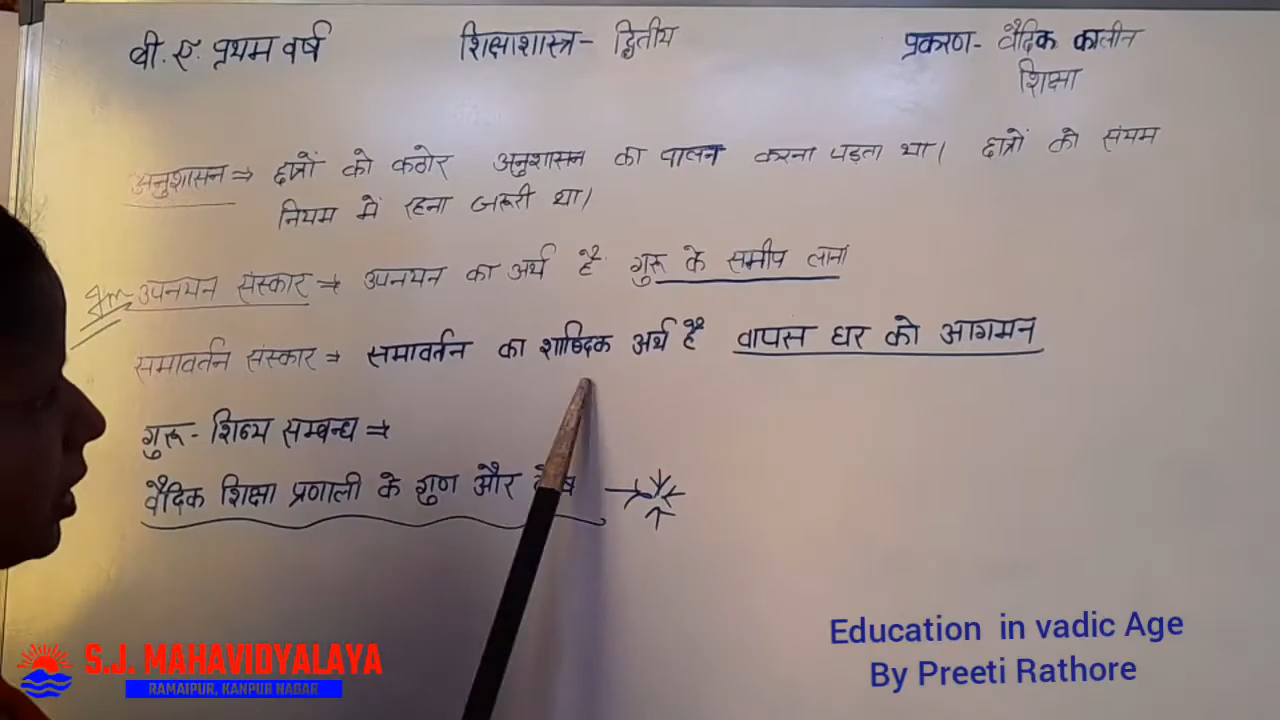 बी. ए. प्रथम वर्ष शिक्षाशास्त्र - द्वितीय प्रकरण - वैदिक कालीन
शिक्षा
अनुशासन ⇒ छात्रों को कठोर अनुशासन का पालन करना पड़ता था। छात्रों को संयम
नियम में रहना जरूरी था।
उपनयन संस्कार ⇒ उपनयन का अर्थ है गुरू के समीप लाना
समावर्तन संस्कार ⇒ समावर्तन का शाब्दिक अर्थ है वापस घर को आगमन
गुरू - शिष्य सम्बन्ध ⇒
वैदिक शिक्षा प्रणाली के गुण और
Education in vadic Age
By Preeti Rathore
S.J. MAHAVIDYALAYA
RAMAIPUR, KANPUR NAGAR